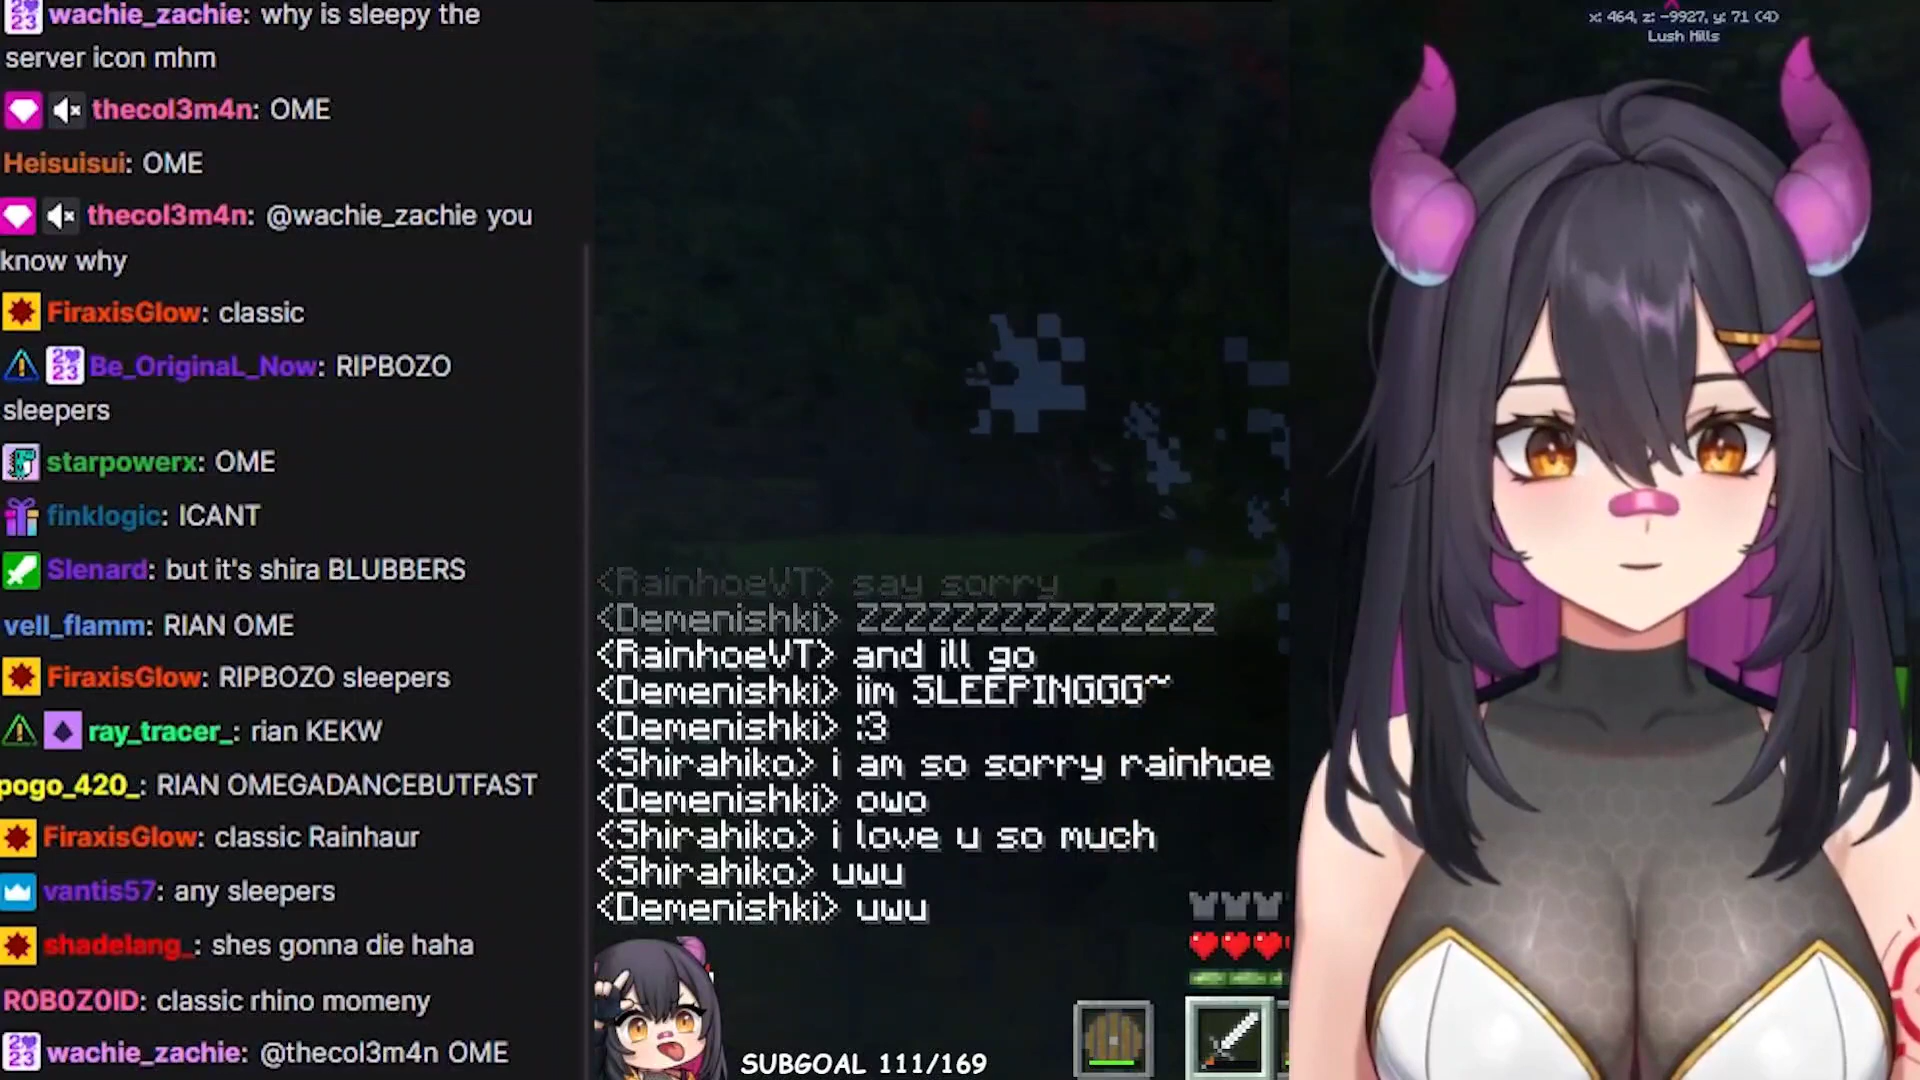 wachie_zachie: why is sleepy the
server icon mhm
thecol3m4n: OME
Heisuisui: OME
thecol3m4n: @wachie_zachie you
know why
FiraxisGlow: classic
Be_OriginaL_Now: RIPBOZO
sleepers
starpowerx: OME
finklogic: ICANT
Slenard: but it's shira BLUBBERS
vell_flamm: RIAN OME
FiraxisGlow: RIPBOZO sleepers
ray_tracer_: rian KEKW
pogo_420_: RIAN OMEGADANCEBUTFAST
FiraxisGlow: classic Rainhaur
vantis57: any sleepers
shadelang_: shes gonna die haha
R0B0Z0ID: classic rhino momeny
wachie_zachie: @thecol3m4n OME
<RainhoeVT> say sorry
<Demenishki> ZZZZZZZZZZZZZZZ
<RainhoeVT> and ill go
<Demenishki> iim SLEEPINGGG~
<Demenishki> :3
<Shirahiko> i am so sorry rainhoe
<Demenishki> owo
<Shirahiko> i love u so much
<Shirahiko> uwu
<Demenishki> uwu
SUBGOAL 111/169
x: 464, z: -9927, y: 71 (4)
Lush Hills